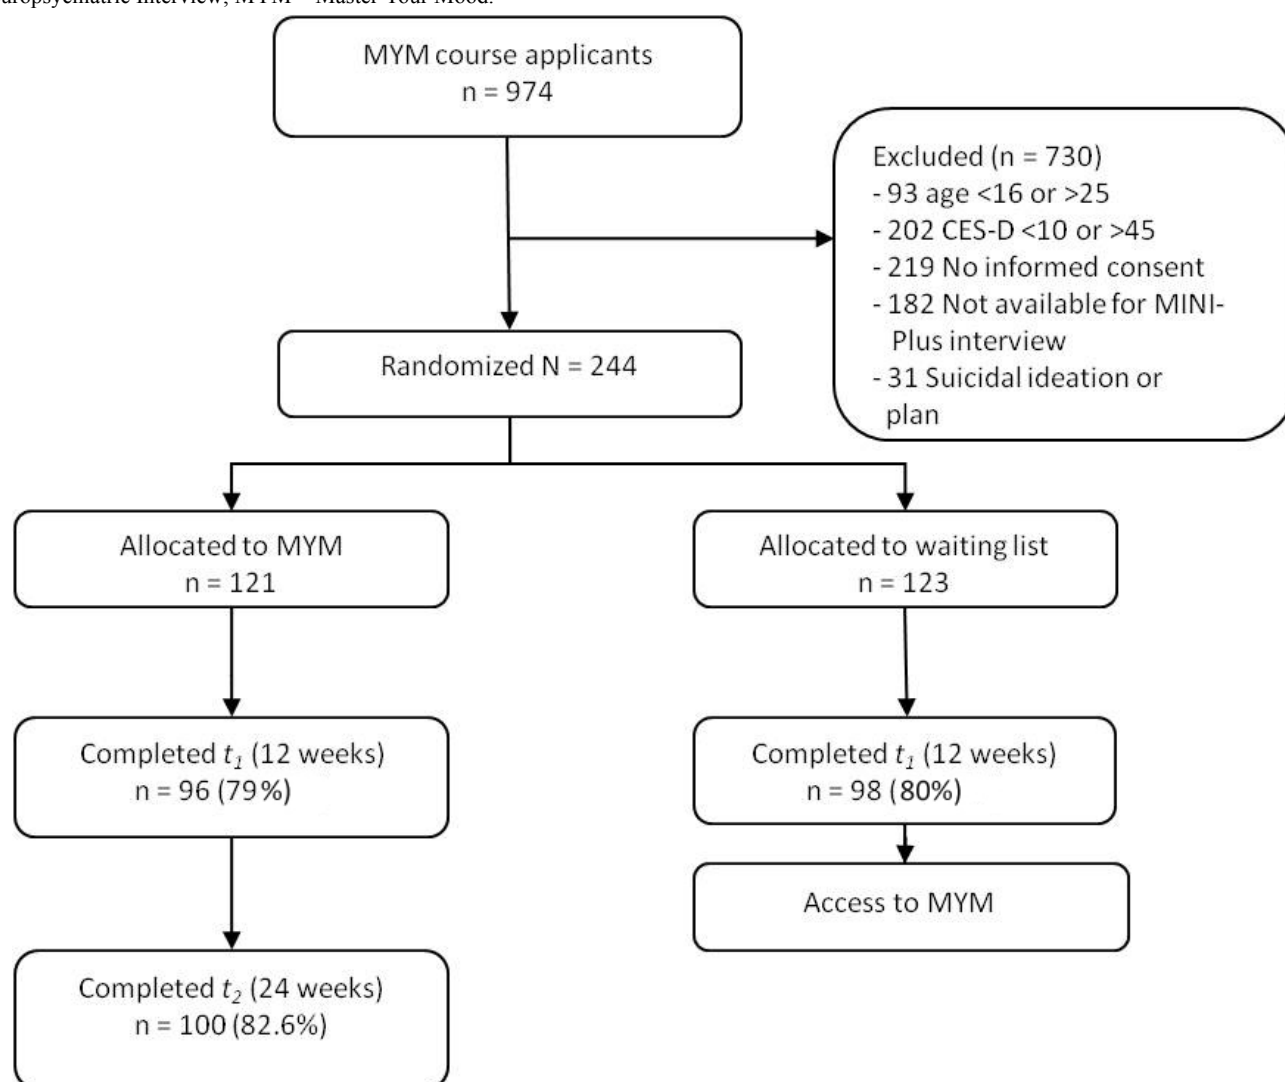 MYM course applicants
n = 974
Excluded (n = 730)
- 93 age <16 or >25
- 202 CES-D <10 or >45
- 219 No informed consent
- 182 Not available for MINI-
Plus interview
- 31 Suicidal ideation or
plan
Randomized N = 244
Allocated to MYM
n = 121
Allocated to waiting list
n = 123
Completed t1 (12 weeks)
n = 96 (79%)
Completed t1 (12 weeks)
n = 98 (80%)
Access to MYM
Completed t2 (24 weeks)
n = 100 (82.6%)